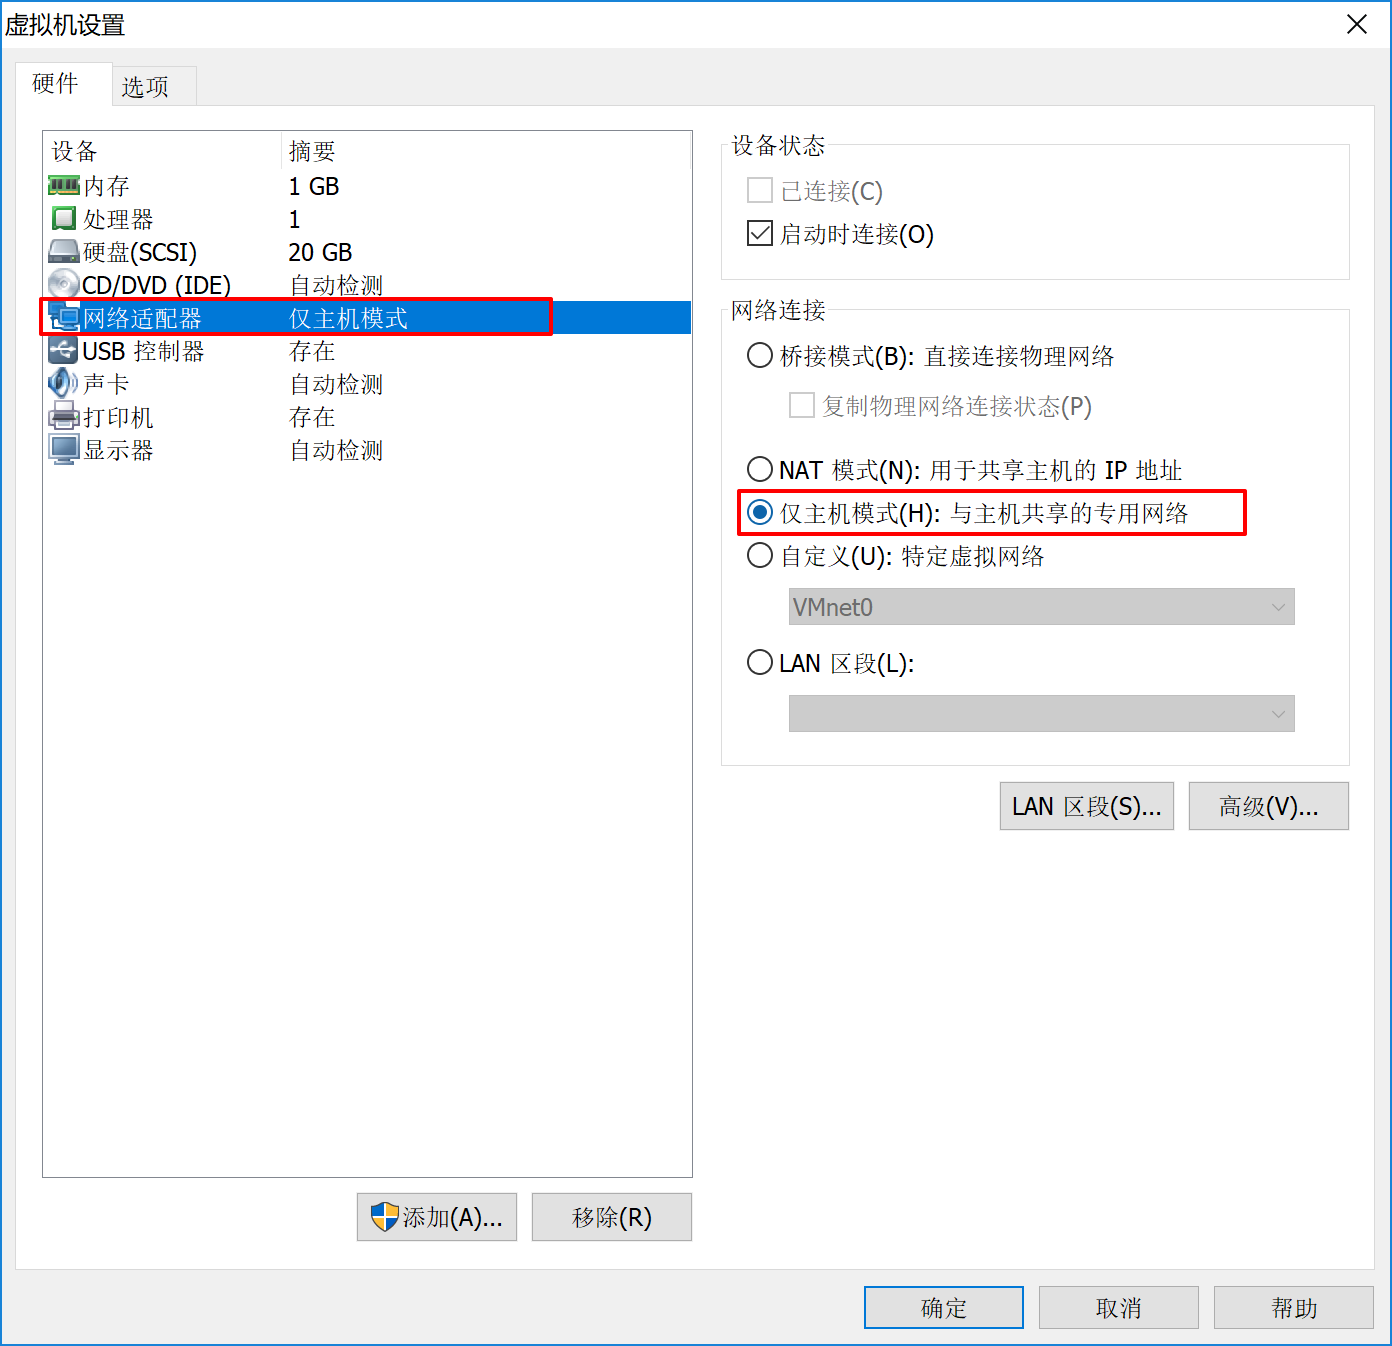 虚拟机设置
硬件
选项
设备 摘要
内存 1 GB
处理器 1
硬盘(SCSI) 20 GB
CD/DVD (IDE) 自动检测
网络适配器 仅主机模式
USB 控制器 存在
声卡 自动检测
打印机 存在
显示器 自动检测
添加(A)...
移除(R)
设备状态
已连接(C)
启动时连接(O)
网络连接
桥接模式(B): 直接连接物理网络
复制物理网络连接状态(P)
NAT 模式(N): 用于共享主机的 IP 地址
仅主机模式(H): 与主机共享的专用网络
自定义(U): 特定虚拟网络
VMnet0
LAN 区段(L):
LAN 区段(S)...
高级(V)...
确定
取消
帮助